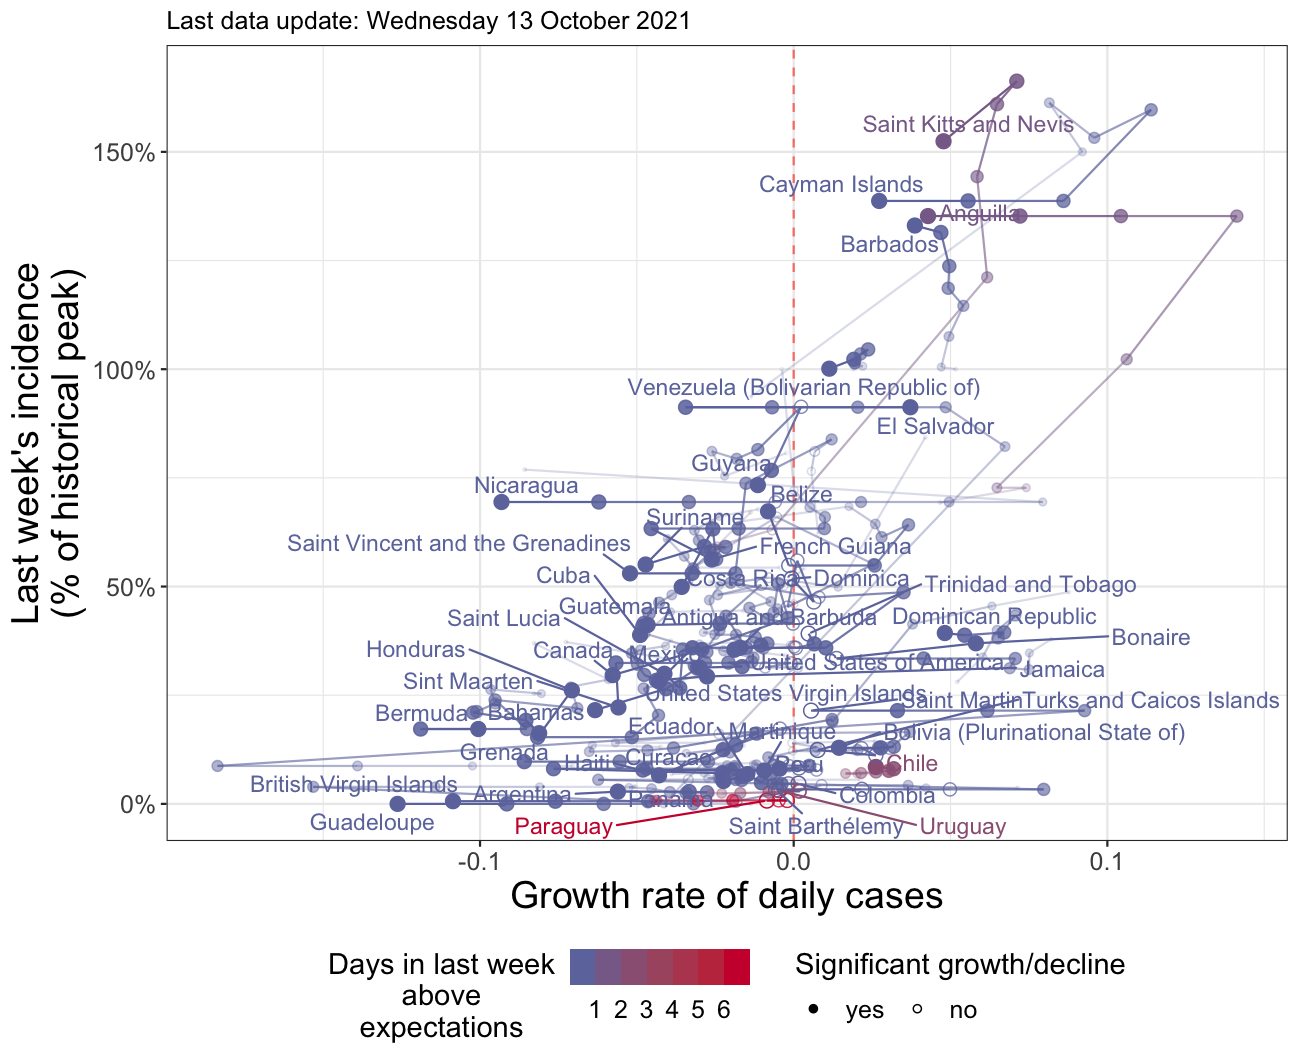 Last data update: Wednesday 13 October 2021
Last week's incidence
(% of historical peak)
150%
100%
50%
0%
Saint Kitts and Nevis
Cayman Islands
Anguilla
Barbados
Venezuela (Bolivarian Republic of)
El Salvador
Guyana
Nicaragua
Belize
Suriname
Saint Vincent and the Grenadines
French Guiana
Cuba
Costa Rica
Dominica
Trinidad and Tobago
Guatemala
Saint Lucia
Antigua and Barbuda
Dominican Republic
Bonaire
Honduras
Canada
Mexico
United States of America
Jamaica
Sint Maarten
United States Virgin Islands
Saint Martin
Turks and Caicos Islands
Bermuda
Bahamas
Ecuador
Martinique
Bolivia (Plurinational State of)
Grenada
Haiti
Curacao
Peru
Chile
British Virgin Islands
Argentina
Panama
Colombia
Guadeloupe
Paraguay
Saint Barthélemy
Uruguay
-0.1
0.0
0.1
Growth rate of daily cases
Days in last week
above
expectations
1 2 3 4 5 6
Significant growth/decline
yes
no